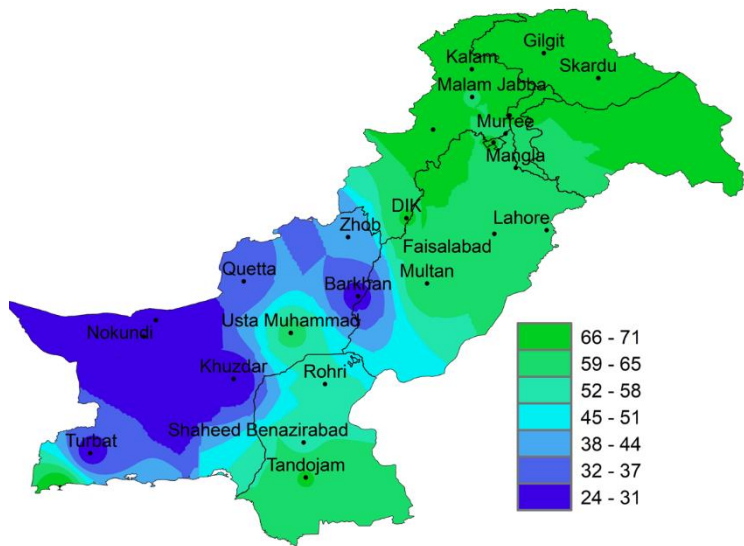 Gilgit
Kalam
Skardu
Malam Jabba
Murree
Mangla
DIK
Lahore
Zhob
Faisalabad
Quetta
Multan
Barkhan
Nokundi
Usta Muhammad
Khuzdar
Rohri
Shaheed Benazirabad
Turbat
Tandojam
66 - 71
59 - 65
52 - 58
45 - 51
38 - 44
32 - 37
24 - 31